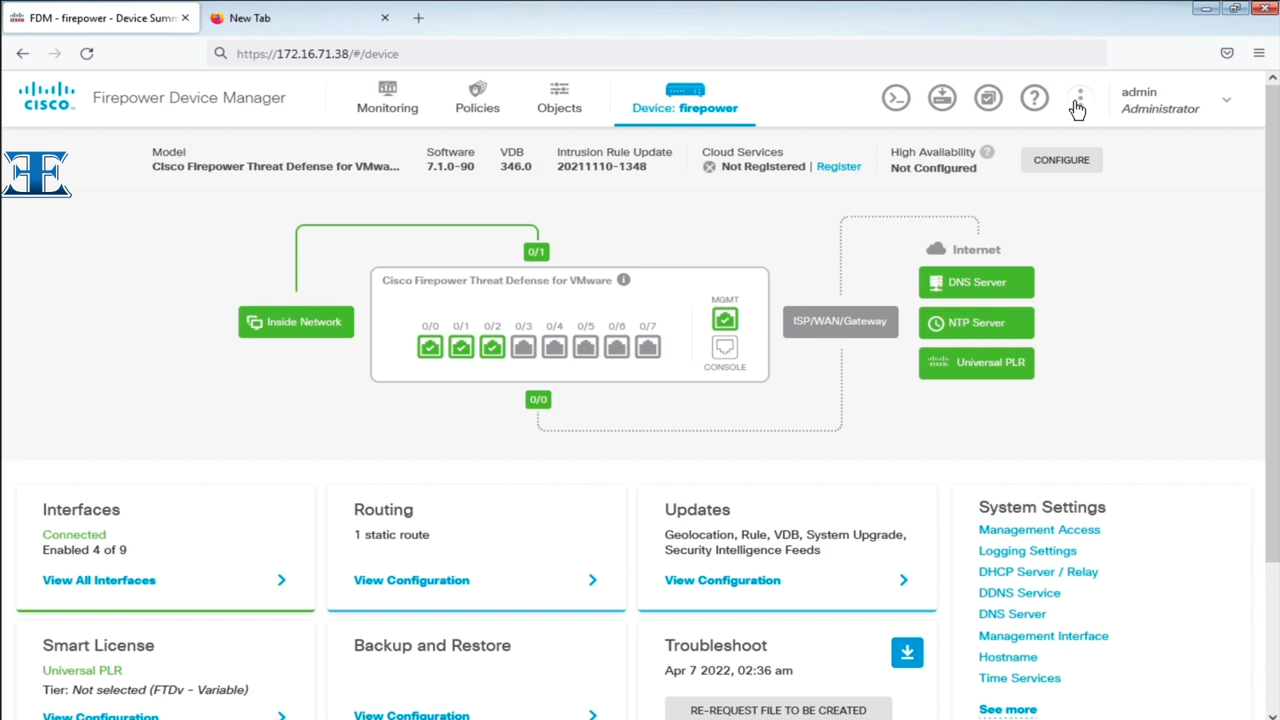 FDM - firepower - Device Summ
New Tab
https://172.16.71.38/#/device
CISCO
Firepower Device Manager
Monitoring
Policies
Objects
Device: firepower
admin
Administrator
EE
Model
Cisco Firepower Threat Defense for VMwa...
Software
7.1.0-90
VDB
346.0
Intrusion Rule Update
20211110-1348
Cloud Services
Not Registered | Register
High Availability
Not Configured
CONFIGURE
0/1
Internet
Cisco Firepower Threat Defense for VMware
DNS Server
Inside Network
0/0 0/1 0/2 0/3 0/4 0/5 0/6 0/7
MGMT
CONSOLE
ISP/WAN/Gateway
NTP Server
CISCO Universal PLR
0/0
Interfaces
Connected
Enabled 4 of 9
View All Interfaces
Routing
1 static route
View Configuration
Updates
Geolocation, Rule, VDB, System Upgrade,
Security Intelligence Feeds
View Configuration
System Settings
Management Access
Logging Settings
DHCP Server / Relay
DDNS Service
DNS Server
Management Interface
Hostname
Time Services
See more
Smart License
Universal PLR
Tier: Not selected (FTDv - Variable)
View Configuration
Backup and Restore
View Configuration
Troubleshoot
Apr 7 2022, 02:36 am
RE-REQUEST FILE TO BE CREATED